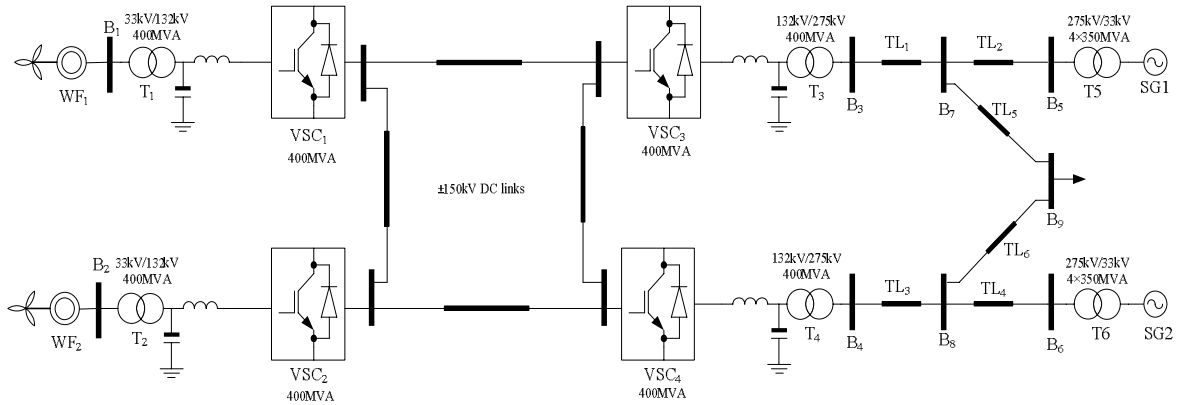 33kV/132kV
400MVA
B1
WF1
T1
VSC1
400MVA
VSC3
400MVA
132kV/275kV
400MVA
T3
B3
TL1
B7
TL2
B5
275kV/33kV
4×350MVA
T5
SG1
TL5
±150kV DC links
B9
TL6
33kV/132kV
400MVA
B2
WF2
T2
VSC2
400MVA
VSC4
400MVA
132kV/275kV
400MVA
T4
B4
TL3
B8
TL4
B6
275kV/33kV
4×350MVA
T6
SG2